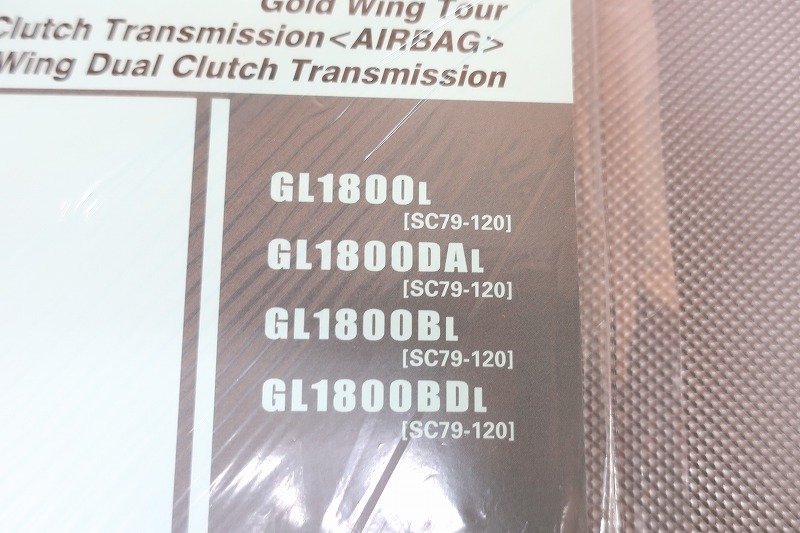 Gold Wing Tour
Clutch Transmission<AIRBAG>
Wing Dual Clutch Transmission
GL1800L
[SC79-120]
GL1800DAL
[SC79-120]
GL1800BL
[SC79-120]
GL1800BDL
[SC79-120]